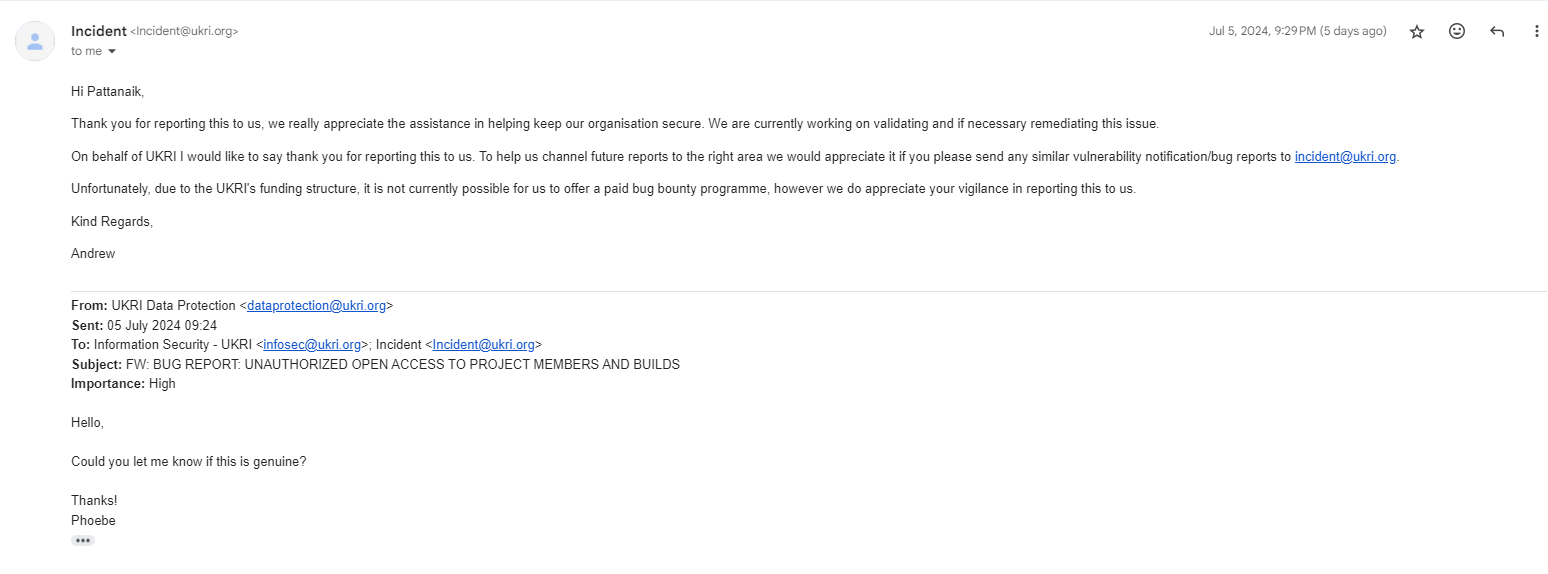 Incident <Incident@ukri.org>
Jul 5, 2024, 9:29 PM (5 days ago)
to me
Hi Pattanaik,
Thank you for reporting this to us, we really appreciate the assistance in helping keep our organisation secure. We are currently working on validating and if necessary remediating this issue.
On behalf of UKRI I would like to say thank you for reporting this to us. To help us channel future reports to the right area we would appreciate it if you please send any similar vulnerability notification/bug reports to incident@ukri.org.
Unfortunately, due to the UKRI's funding structure, it is not currently possible for us to offer a paid bug bounty programme, however we do appreciate your vigilance in reporting this to us.
Kind Regards,
Andrew
From: UKRI Data Protection <dataprotection@ukri.org>
Sent: 05 July 2024 09:24
To: Information Security - UKRI <infosec@ukri.org>; Incident <Incident@ukri.org>
Subject: FW: BUG REPORT: UNAUTHORIZED OPEN ACCESS TO PROJECT MEMBERS AND BUILDS
Importance: High
Hello,
Could you let me know if this is genuine?
Thanks!
Phoebe